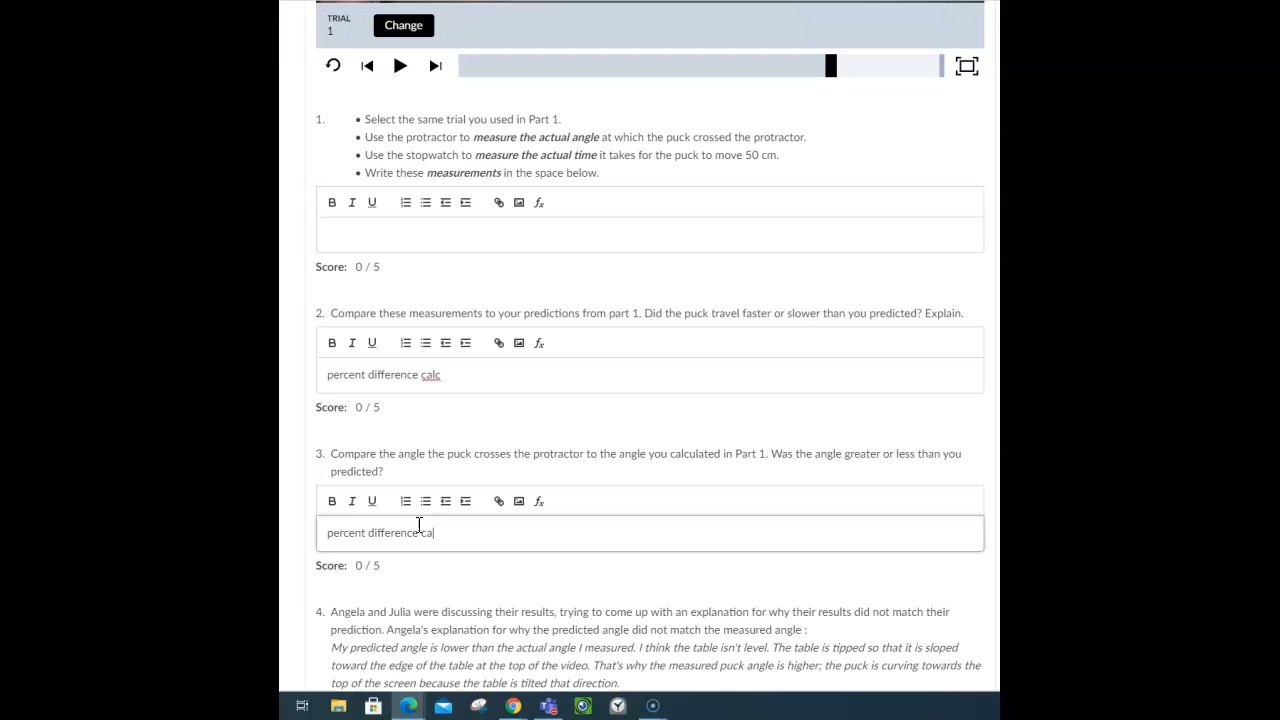 TRIAL
1
Change
1.
• Select the same trial you used in Part 1.
• Use the protractor to measure the actual angle at which the puck crossed the protractor.
• Use the stopwatch to measure the actual time it takes for the puck to move 50 cm.
• Write these measurements in the space below.
B I U fx
Score: 0 / 5
2. Compare these measurements to your predictions from part 1. Did the puck travel faster or slower than you predicted? Explain.
B I U fx
percent difference calc
Score: 0 / 5
3. Compare the angle the puck crosses the protractor to the angle you calculated in Part 1. Was the angle greater or less than you
predicted?
B I U fx
percent difference ca
Score: 0 / 5
4. Angela and Julia were discussing their results, trying to come up with an explanation for why their results did not match their
prediction. Angela's explanation for why the predicted angle did not match the measured angle :
My predicted angle is lower than the actual angle I measured. I think the table isn't level. The table is tipped so that it is sloped
toward the edge of the table at the top of the video. That's why the measured puck angle is higher; the puck is curving towards the
top of the screen because the table is tilted that direction.